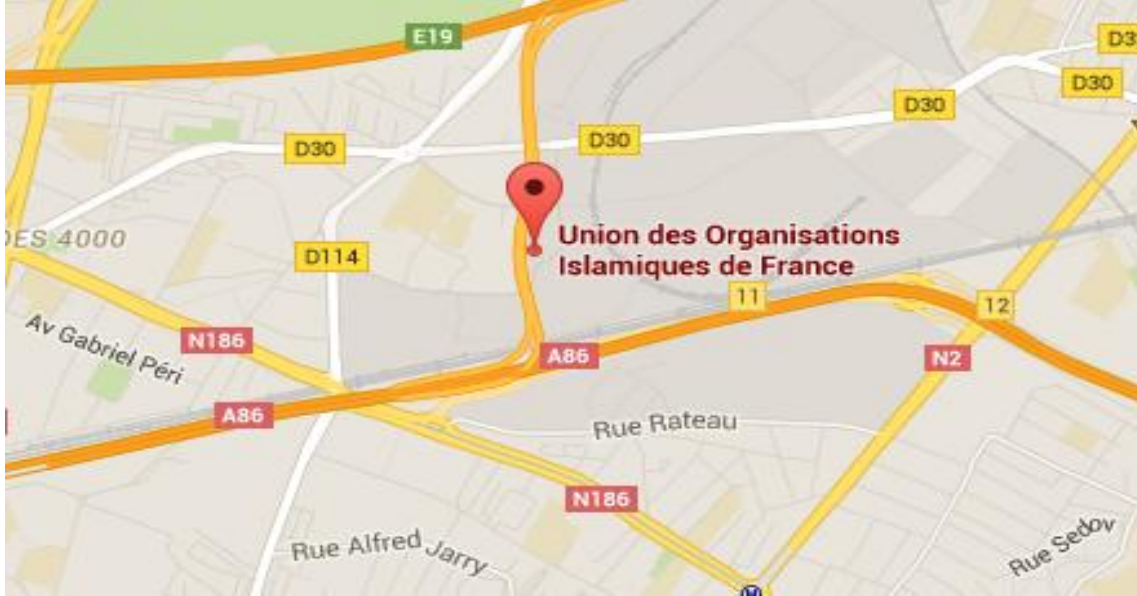 E19
D3
D30
D30
D30
D30
DES 4000
D114
Union des Organisations
Islamiques de France
11
12
Av Gabriel Péri
N186
A86
N2
A86
Rue Rateau
N186
Rue Alfred Jarry
Rue Sedov
M